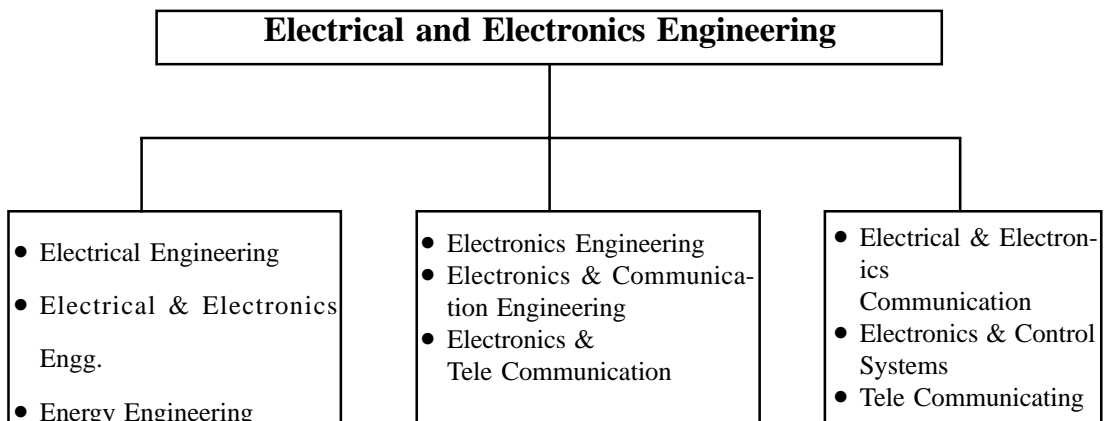 Electrical and Electronics Engineering
● Electrical Engineering
● Electrical & Electronics
Engg.
● Energy Engineering
● Electronics Engineering
● Electronics & Communica-
tion Engineering
● Electronics &
Tele Communication
● Electrical & Electron-
ics
Communication
● Electronics & Control
Systems
● Tele Communicating